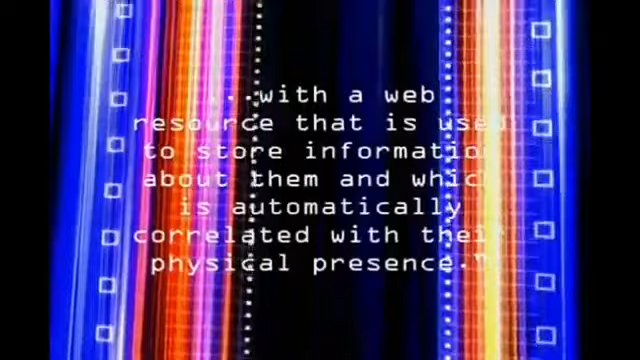 ...with a web
resource that is used
to store information
about them and which
is automatically
correlated with their
physical presence."